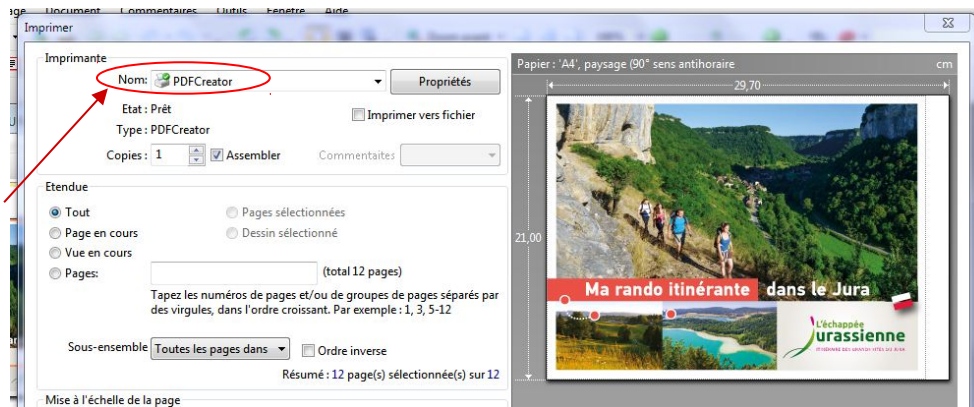 Document Commentaires Outils Fenêtre Aide
Imprimer
Imprimante
Nom: PDFCreator
Propriétés
Etat : Prêt
Imprimer vers fichier
Type : PDFCreator
Copies : 1 Assembler Commentaites
Etendue
Tout Pages sélectionnées
Page en cours Dessin sélectionné
Vue en cours
Pages: (total 12 pages)
Tapez les numéros de pages et/ou de groupes de pages séparés par
des virgules, dans l'ordre croissant. Par exemple : 1, 3, 5-12
Sous-ensemble Toutes les pages dans Ordre inverse
Résumé : 12 page(s) sélectionnée(s) sur 12
Mise à l'échelle de la page
Papier : 'A4', paysage (90° sens antihoraire cm
29,70
21,00
Ma rando itinérante dans le Jura
L'échappée
Jurassienne